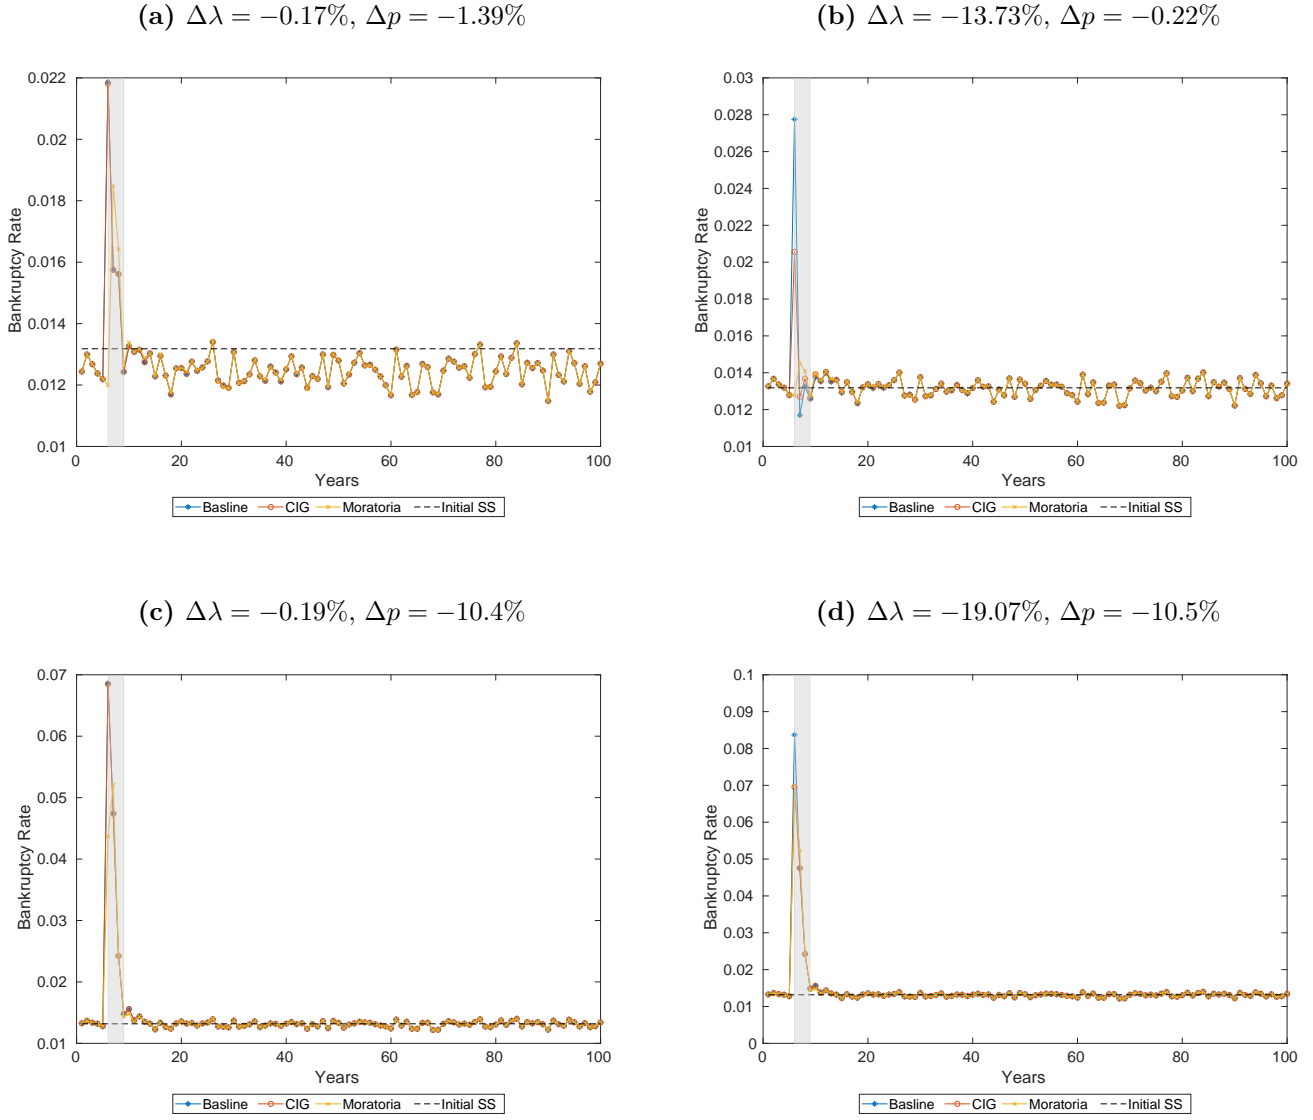 (a) Δλ = −0.17%, Δp = −1.39%
0.022
0.02
0.018
0.016
0.014
0.012
0.01
Bankruptcy Rate
0 20 40 60 80 100
Years
Basline CIG Moratoria Initial SS
(b) Δλ = −13.73%, Δp = −0.22%
0.03
0.028
0.026
0.024
0.022
0.02
0.018
0.016
0.014
0.012
0.01
Bankruptcy Rate
0 20 40 60 80 100
Years
Basline CIG Moratoria Initial SS
(c) Δλ = −0.19%, Δp = −10.4%
0.07
0.06
0.05
0.04
0.03
0.02
0.01
Bankruptcy Rate
0 20 40 60 80 100
Years
Basline CIG Moratoria Initial SS
(d) Δλ = −19.07%, Δp = −10.5%
0.1
0.09
0.08
0.07
0.06
0.05
0.04
0.03
0.02
0.01
0
Bankruptcy Rate
0 20 40 60 80 100
Years
Basline CIG Moratoria Initial SS